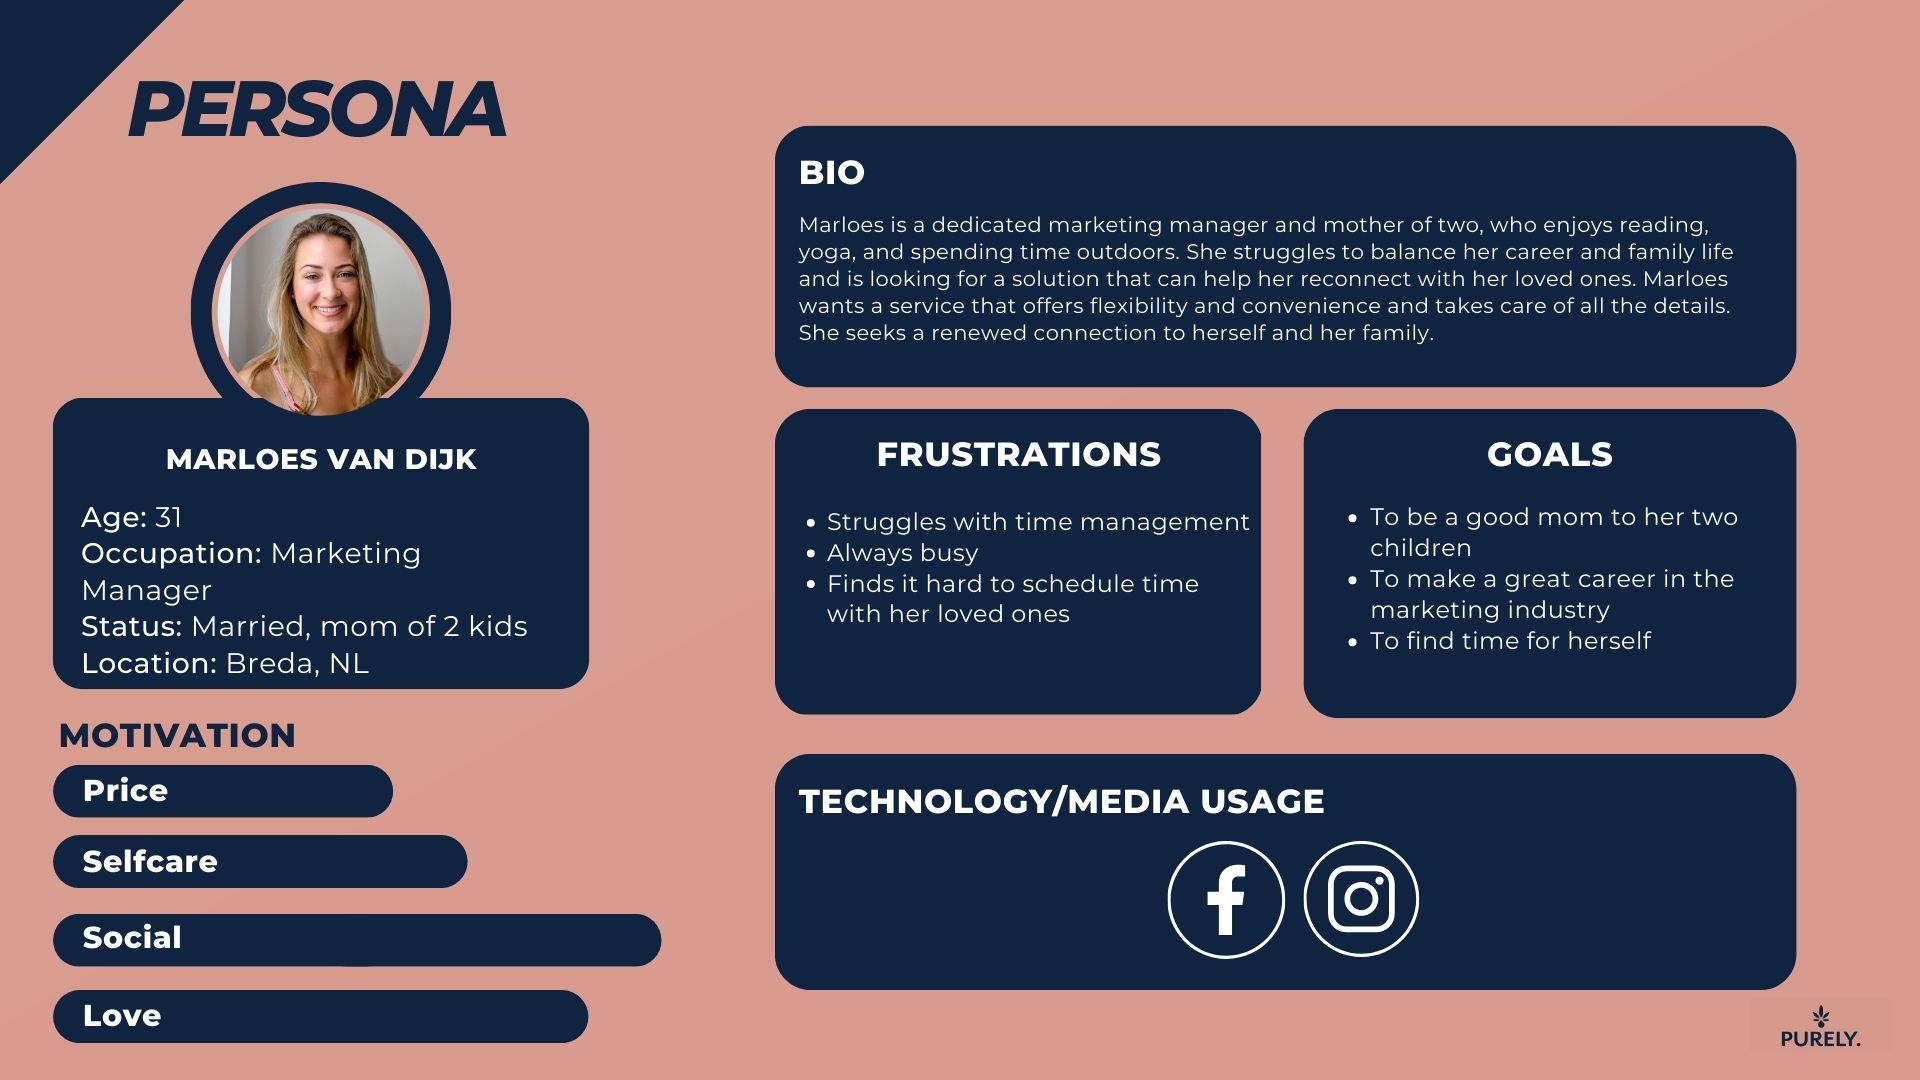 PERSONA
MARLOES VAN DIJK
Age: 31
Occupation: Marketing
Manager
Status: Married, mom of 2 kids
Location: Breda, NL
MOTIVATION
Price
Selfcare
Social
Love
BIO
Marloes is a dedicated marketing manager and mother of two, who enjoys reading,
yoga, and spending time outdoors. She struggles to balance her career and family life
and is looking for a solution that can help her reconnect with her loved ones. Marloes
wants a service that offers flexibility and convenience and takes care of all the details.
She seeks a renewed connection to herself and her family.
FRUSTRATIONS
• Struggles with time management
• Always busy
• Finds it hard to schedule time
with her loved ones
GOALS
• To be a good mom to her two
children
• To make a great career in the
marketing industry
• To find time for herself
TECHNOLOGY/MEDIA USAGE
PURELY.